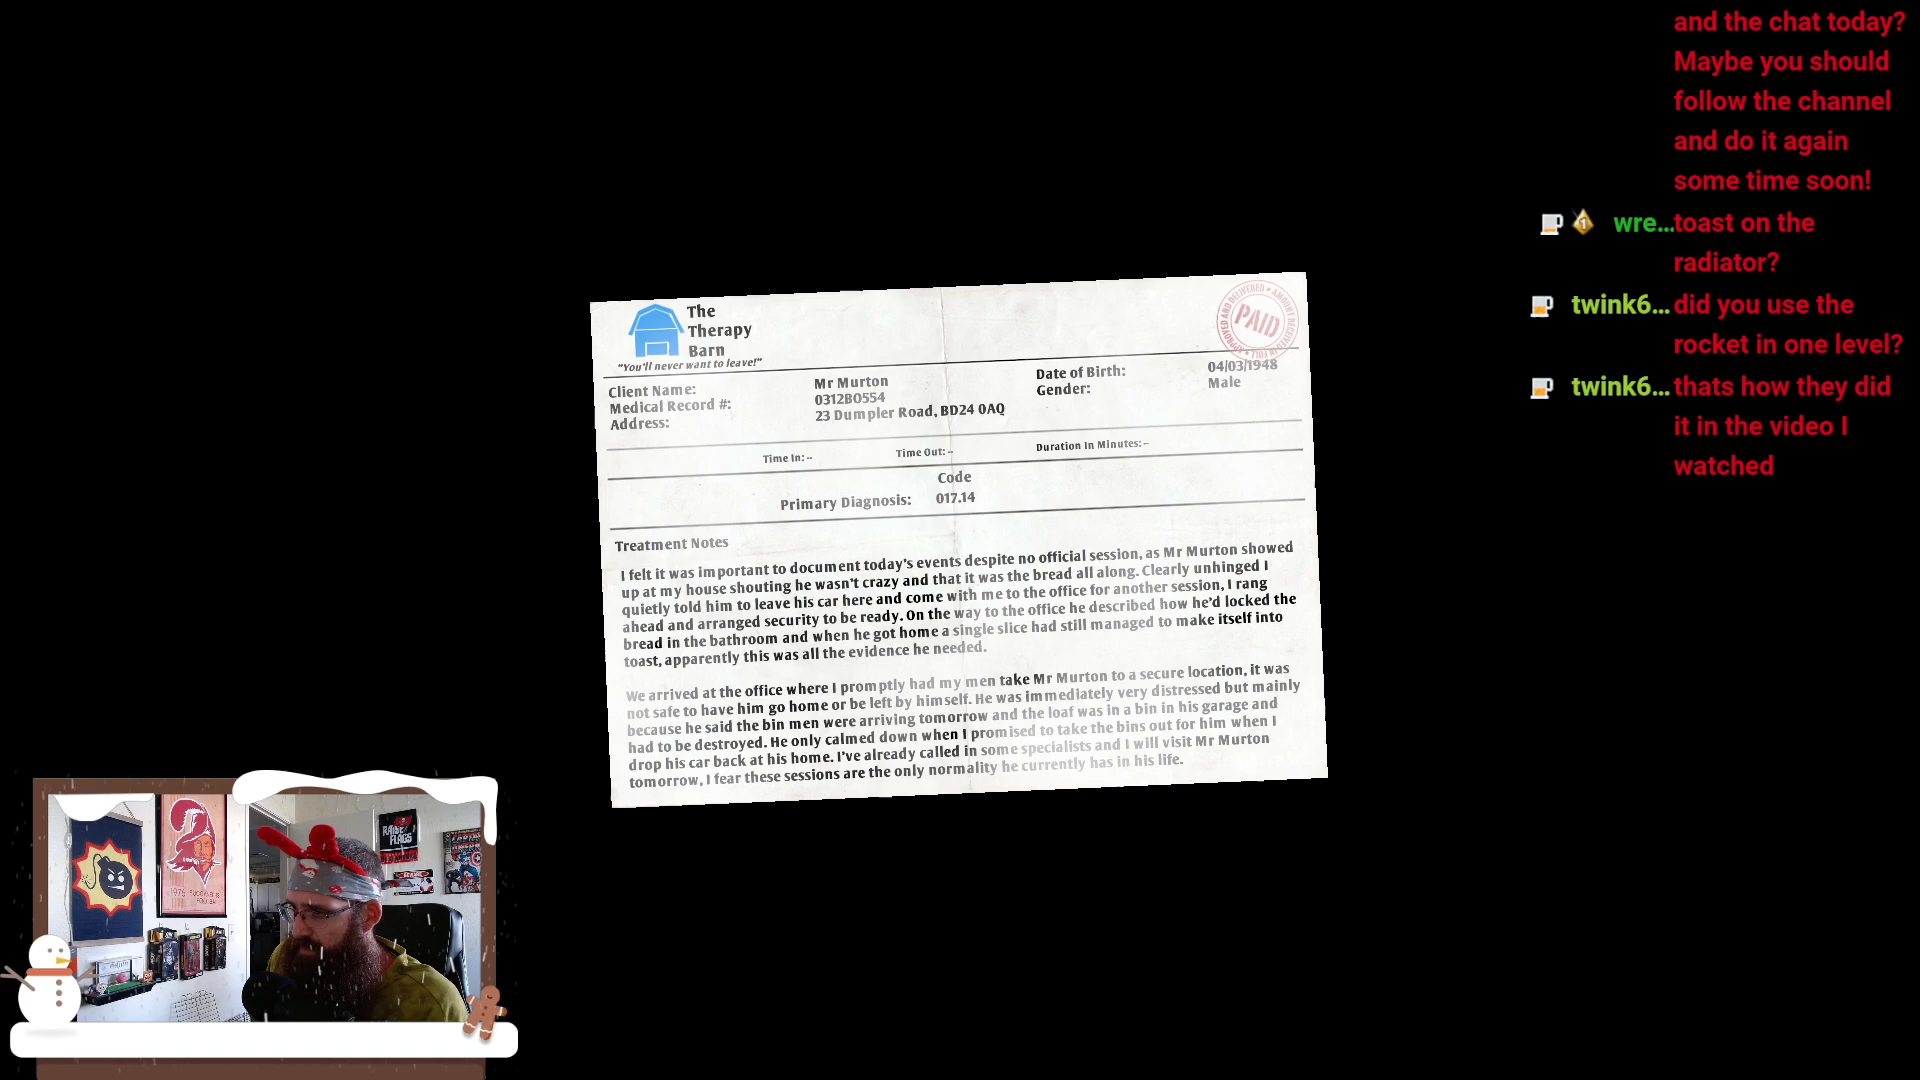 and the chat today?
Maybe you should
follow the channel
and do it again
some time soon!
wre... toast on the
radiator?
twink6... did you use the
rocket in one level?
twink6... thats how they did
it in the video I
watched
The
Therapy
Barn
"You'll never want to leave!"
APPROVED AND DELIVERED • AMOUNT RECEIVED IN FULL •
PAID
Client Name: Mr Murton Date of Birth: 04/03/1948
Medical Record #: 0312B0554 Gender: Male
Address: 23 Dumpler Road, BD24 0AQ
Time In: -- Time Out: -- Duration In Minutes: --
Code
Primary Diagnosis: 017.14
Treatment Notes
I felt it was important to document today's events despite no official session, as Mr Murton showed
up at my house shouting he wasn't crazy and that it was the bread all along. Clearly unhinged I
quietly told him to leave his car here and come with me to the office for another session, I rang
ahead and arranged security to be ready. On the way to the office he described how he'd locked the
bread in the bathroom and when he got home a single slice had still managed to make itself into
toast, apparently this was all the evidence he needed.
We arrived at the office where I promptly had my men take Mr Murton to a secure location, it was
not safe to have him go home or be left by himself. He was immediately very distressed but mainly
because he said the bin men were arriving tomorrow and the loaf was in a bin in his garage and
had to be destroyed. He only calmed down when I promised to take the bins out for him when I
drop his car back at his home. I've already called in some specialists and I will visit Mr Murton
tomorrow, I fear these sessions are the only normality he currently has in his life.
RAISE
FLAGS
1976